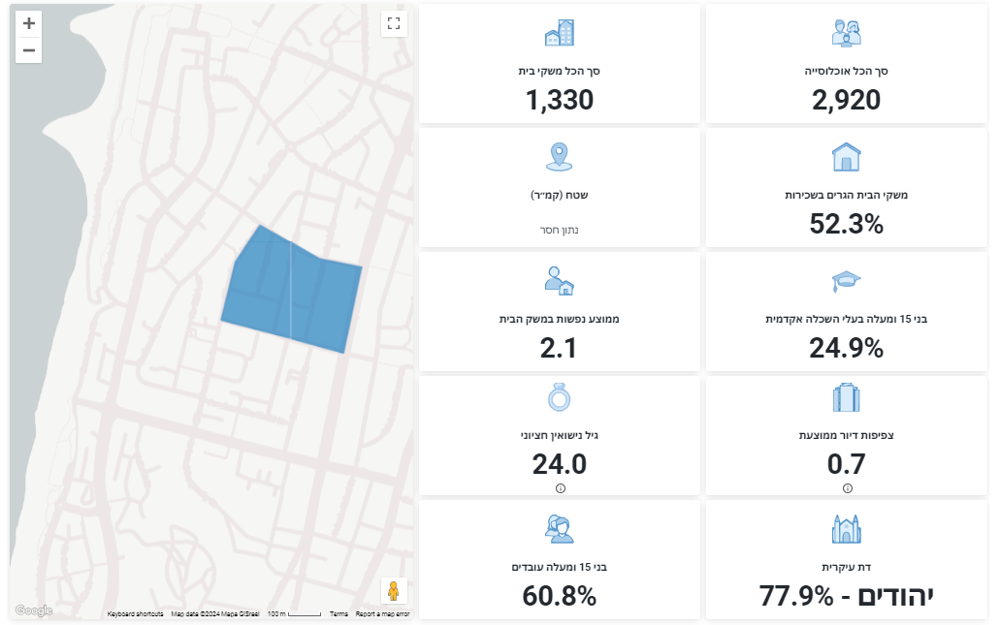 סך הכל אוכלוסייה
2,920
סך הכל משקי בית
1,330
משקי הבית הגרים בשכירות
52.3%
שטח (קמ״ר)
נתון חסר
בני 15 ומעלה בעלי השכלה אקדמית
24.9%
ממוצע נפשות במשק הבית
2.1
צפיפות דיור ממוצעת
0.7
גיל נישואין חציוני
24.0
דת עיקרית
יהודים - 77.9%
בני 15 ומעלה עובדים
60.8%
Google
Keyboard shortcuts Map data ©2024 Mapa GISrael 100 m Terms Report a map error